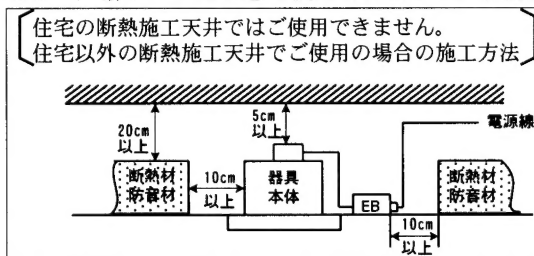 住宅の断熱施工天井ではご使用できません。
住宅以外の断熱施工天井でご使用の場合の施工方法
20cm
以上
5cm
以上
電源線
断熱材
防音材
10cm
以上
器具
本体
EB
断熱材
防音材
10cm
以上